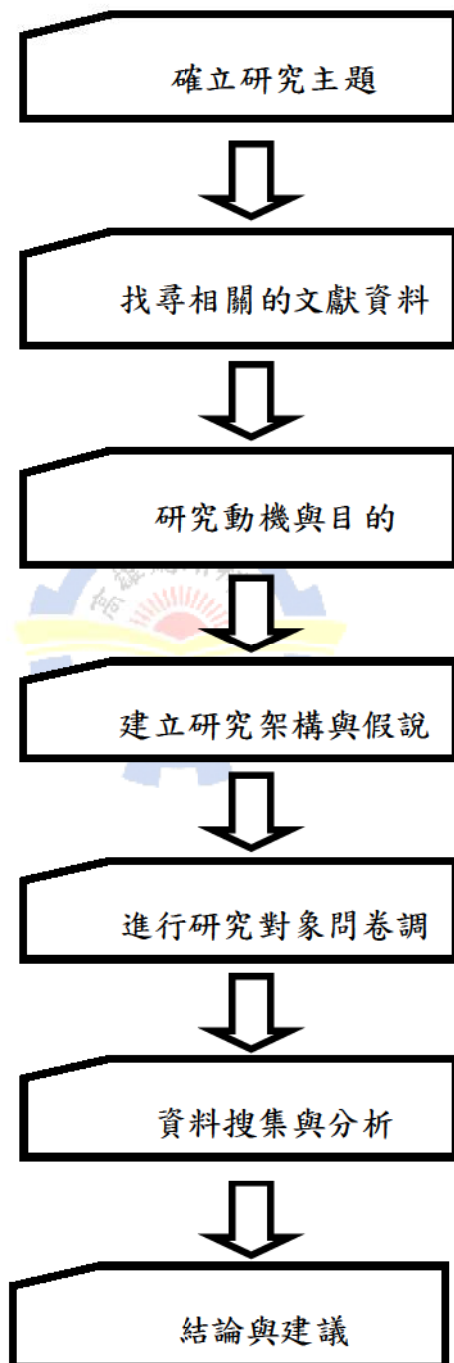 確立研究主題
找尋相關的文獻資料
研究動機與目的
建立研究架構與假說
進行研究對象問卷調
資料搜集與分析
結論與建議